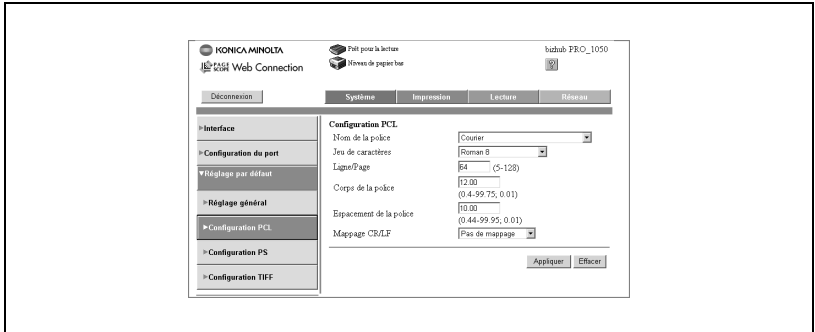 KONICA MINOLTA
Prêt pour la lecture
bizhub PRO_1050
PAGE SCOPE Web Connection
Niveau de papier bas
?
Déconnexion
Système Impression Lecture Réseau
Interface
Configuration du port
Réglage par défaut
Réglage général
Configuration PCL
Configuration PS
Configuration TIFF
Configuration PCL
Nom de la police Courier
Jeu de caractères Roman 8
Ligne/Page 64 (5-128)
Corps de la police 12.00
(0.4-99.75; 0.01)
Espacement de la police 10.00
(0.44-99.95; 0.01)
Mappage CR/LF Pas de mappage
Appliquer Effacer